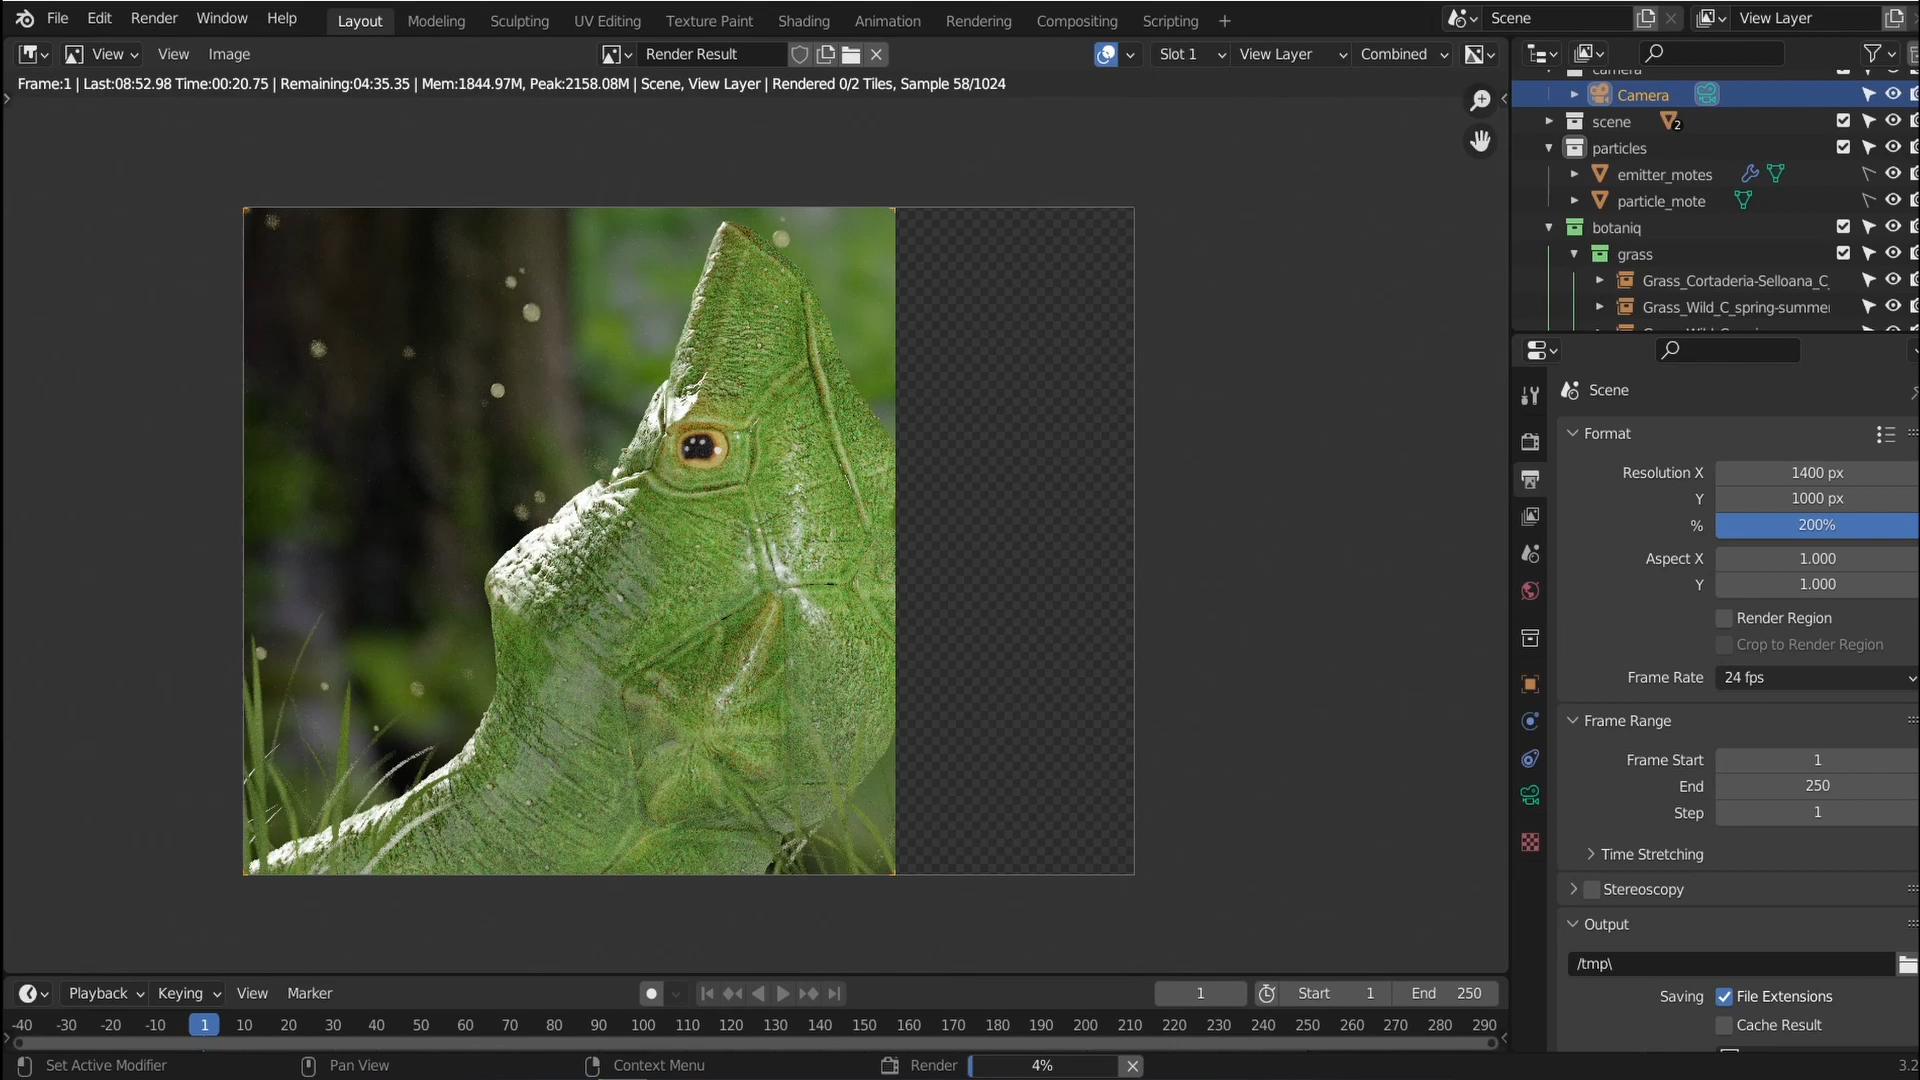 File Edit Render Window Help Layout Modeling Sculpting UV Editing Texture Paint Shading Animation Rendering Compositing Scripting + Scene View Layer
View View Image Render Result Slot 1 View Layer Combined
Frame:1 | Last:08:52.98 Time:00:20.75 | Remaining:04:35.35 | Mem:1844.97M, Peak:2158.08M | Scene, View Layer | Rendered 0/2 Tiles, Sample 58/1024
camera
Camera
scene 2
particles
emitter_motes
particle_mote
botaniq
grass
Grass_Cortaderia-Selloana_C_
Grass_Wild_C_spring-summer
Scene
Format
Resolution X 1400 px
Y 1000 px
% 200%
Aspect X 1.000
Y 1.000
Render Region
Crop to Render Region
Frame Rate 24 fps
Frame Range
Frame Start 1
End 250
Step 1
Time Stretching
Stereoscopy
Output
/tmp\
Saving File Extensions
Cache Result
Playback Keying View Marker 1 Start 1 End 250
-40 -30 -20 -10 1 10 20 30 40 50 60 70 80 90 100 110 120 130 140 150 160 170 180 190 200 210 220 230 240 250 260 270 280 290
Set Active Modifier Pan View Context Menu Render 4% 3.2